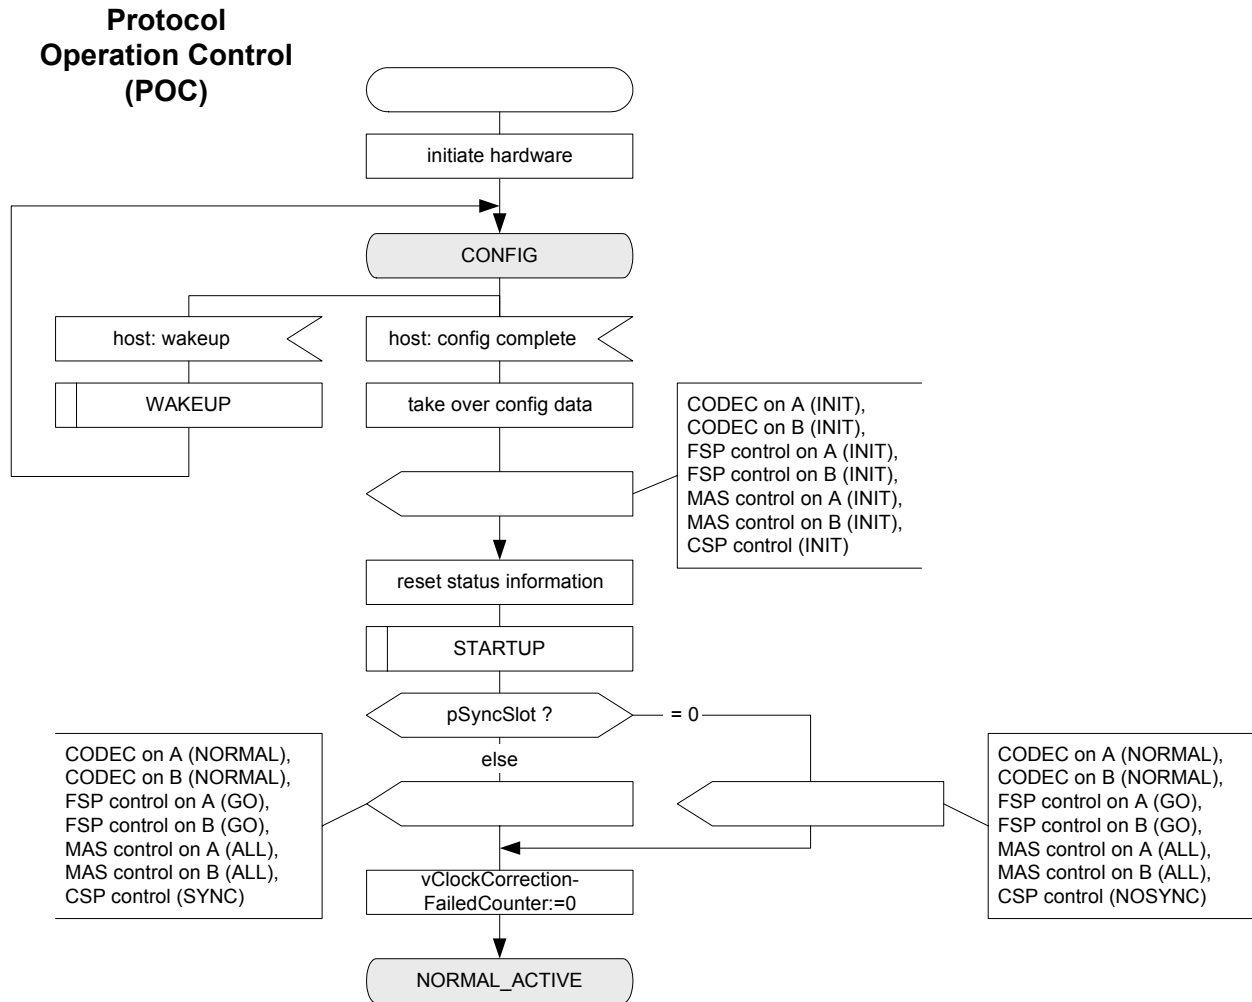 Protocol
Operation Control
(POC)
initiate hardware
CONFIG
host: wakeup
host: config complete
WAKEUP
take over config data
CODEC on A (INIT),
CODEC on B (INIT),
FSP control on A (INIT),
FSP control on B (INIT),
MAS control on A (INIT),
MAS control on B (INIT),
CSP control (INIT)
reset status information
STARTUP
pSyncSlot ?
= 0
else
CODEC on A (NORMAL),
CODEC on B (NORMAL),
FSP control on A (GO),
FSP control on B (GO),
MAS control on A (ALL),
MAS control on B (ALL),
CSP control (SYNC)
CODEC on A (NORMAL),
CODEC on B (NORMAL),
FSP control on A (GO),
FSP control on B (GO),
MAS control on A (ALL),
MAS control on B (ALL),
CSP control (NOSYNC)
vClockCorrection-
FailedCounter:=0
NORMAL_ACTIVE